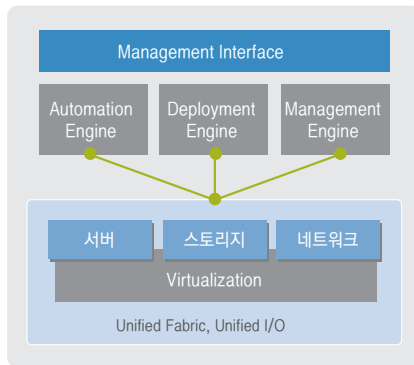 Management Interface
Automation
Engine
Deployment
Engine
Management
Engine
서버
스토리지
네트워크
Virtualization
Unified Fabric, Unified I/O